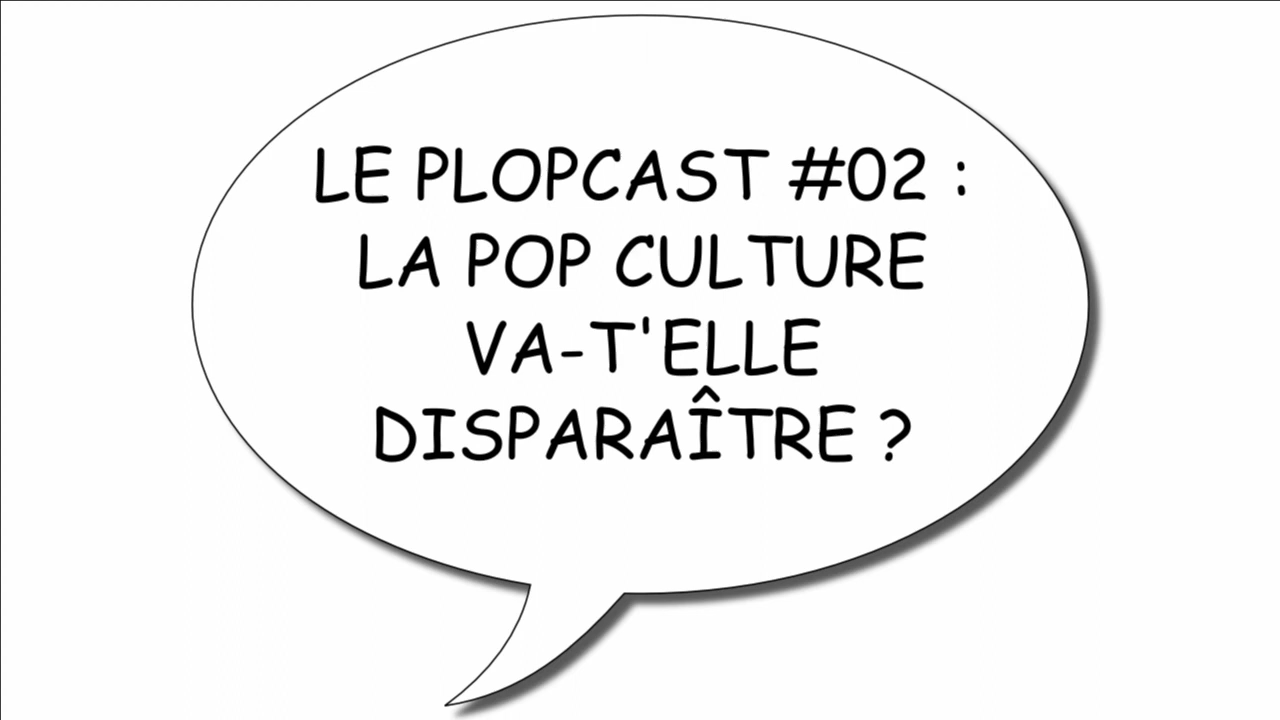 LE PLOPCAST #02 :
LA POP CULTURE
VA-T'ELLE
DISPARAÎTRE ?